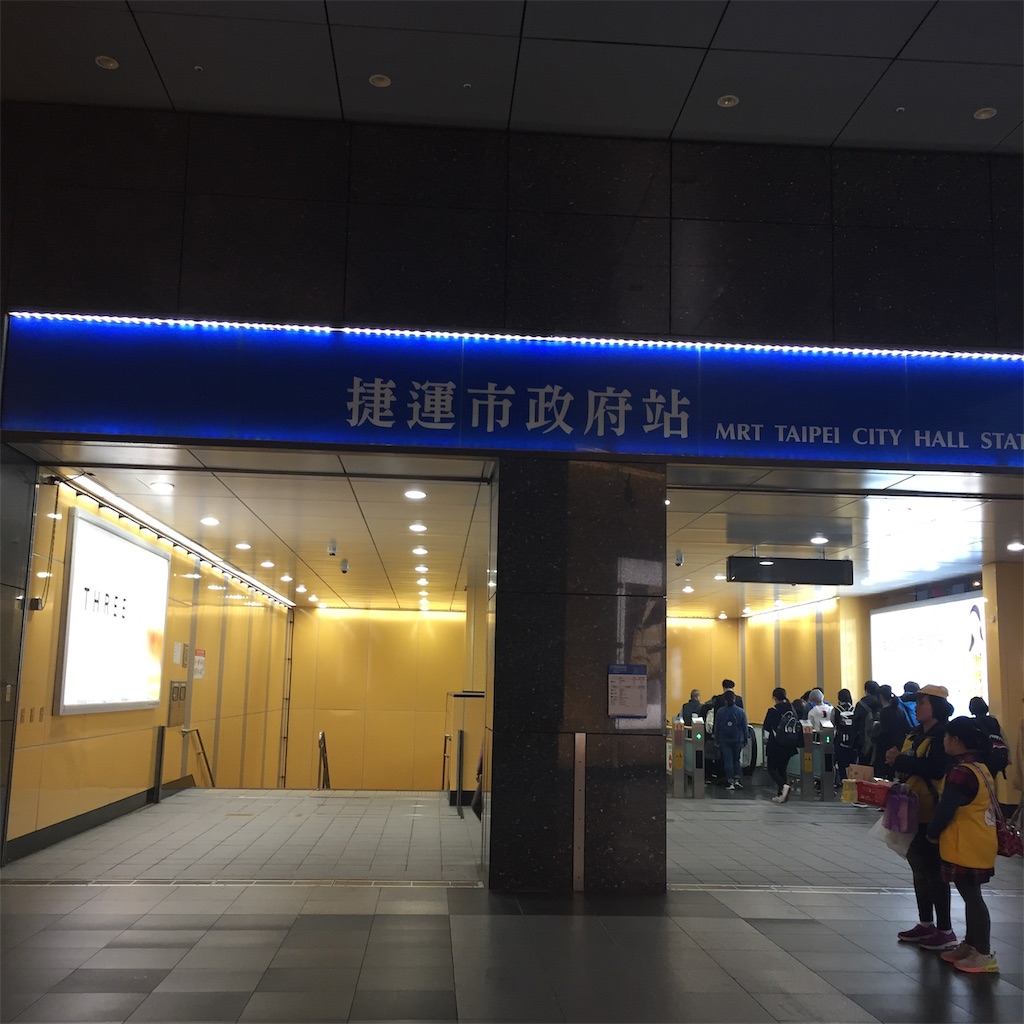 捷運市政府站
MRT TAIPEI CITY HALL STAT
THREE